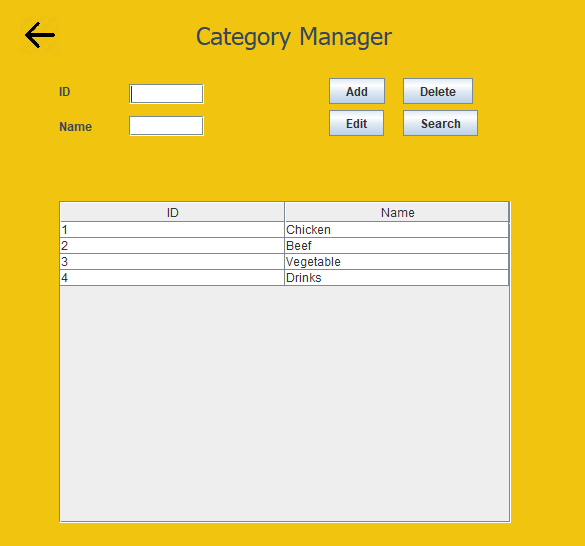 Category Manager
ID
Add
Delete
Name
Edit
Search
ID Name
1 Chicken
2 Beef
3 Vegetable
4 Drinks